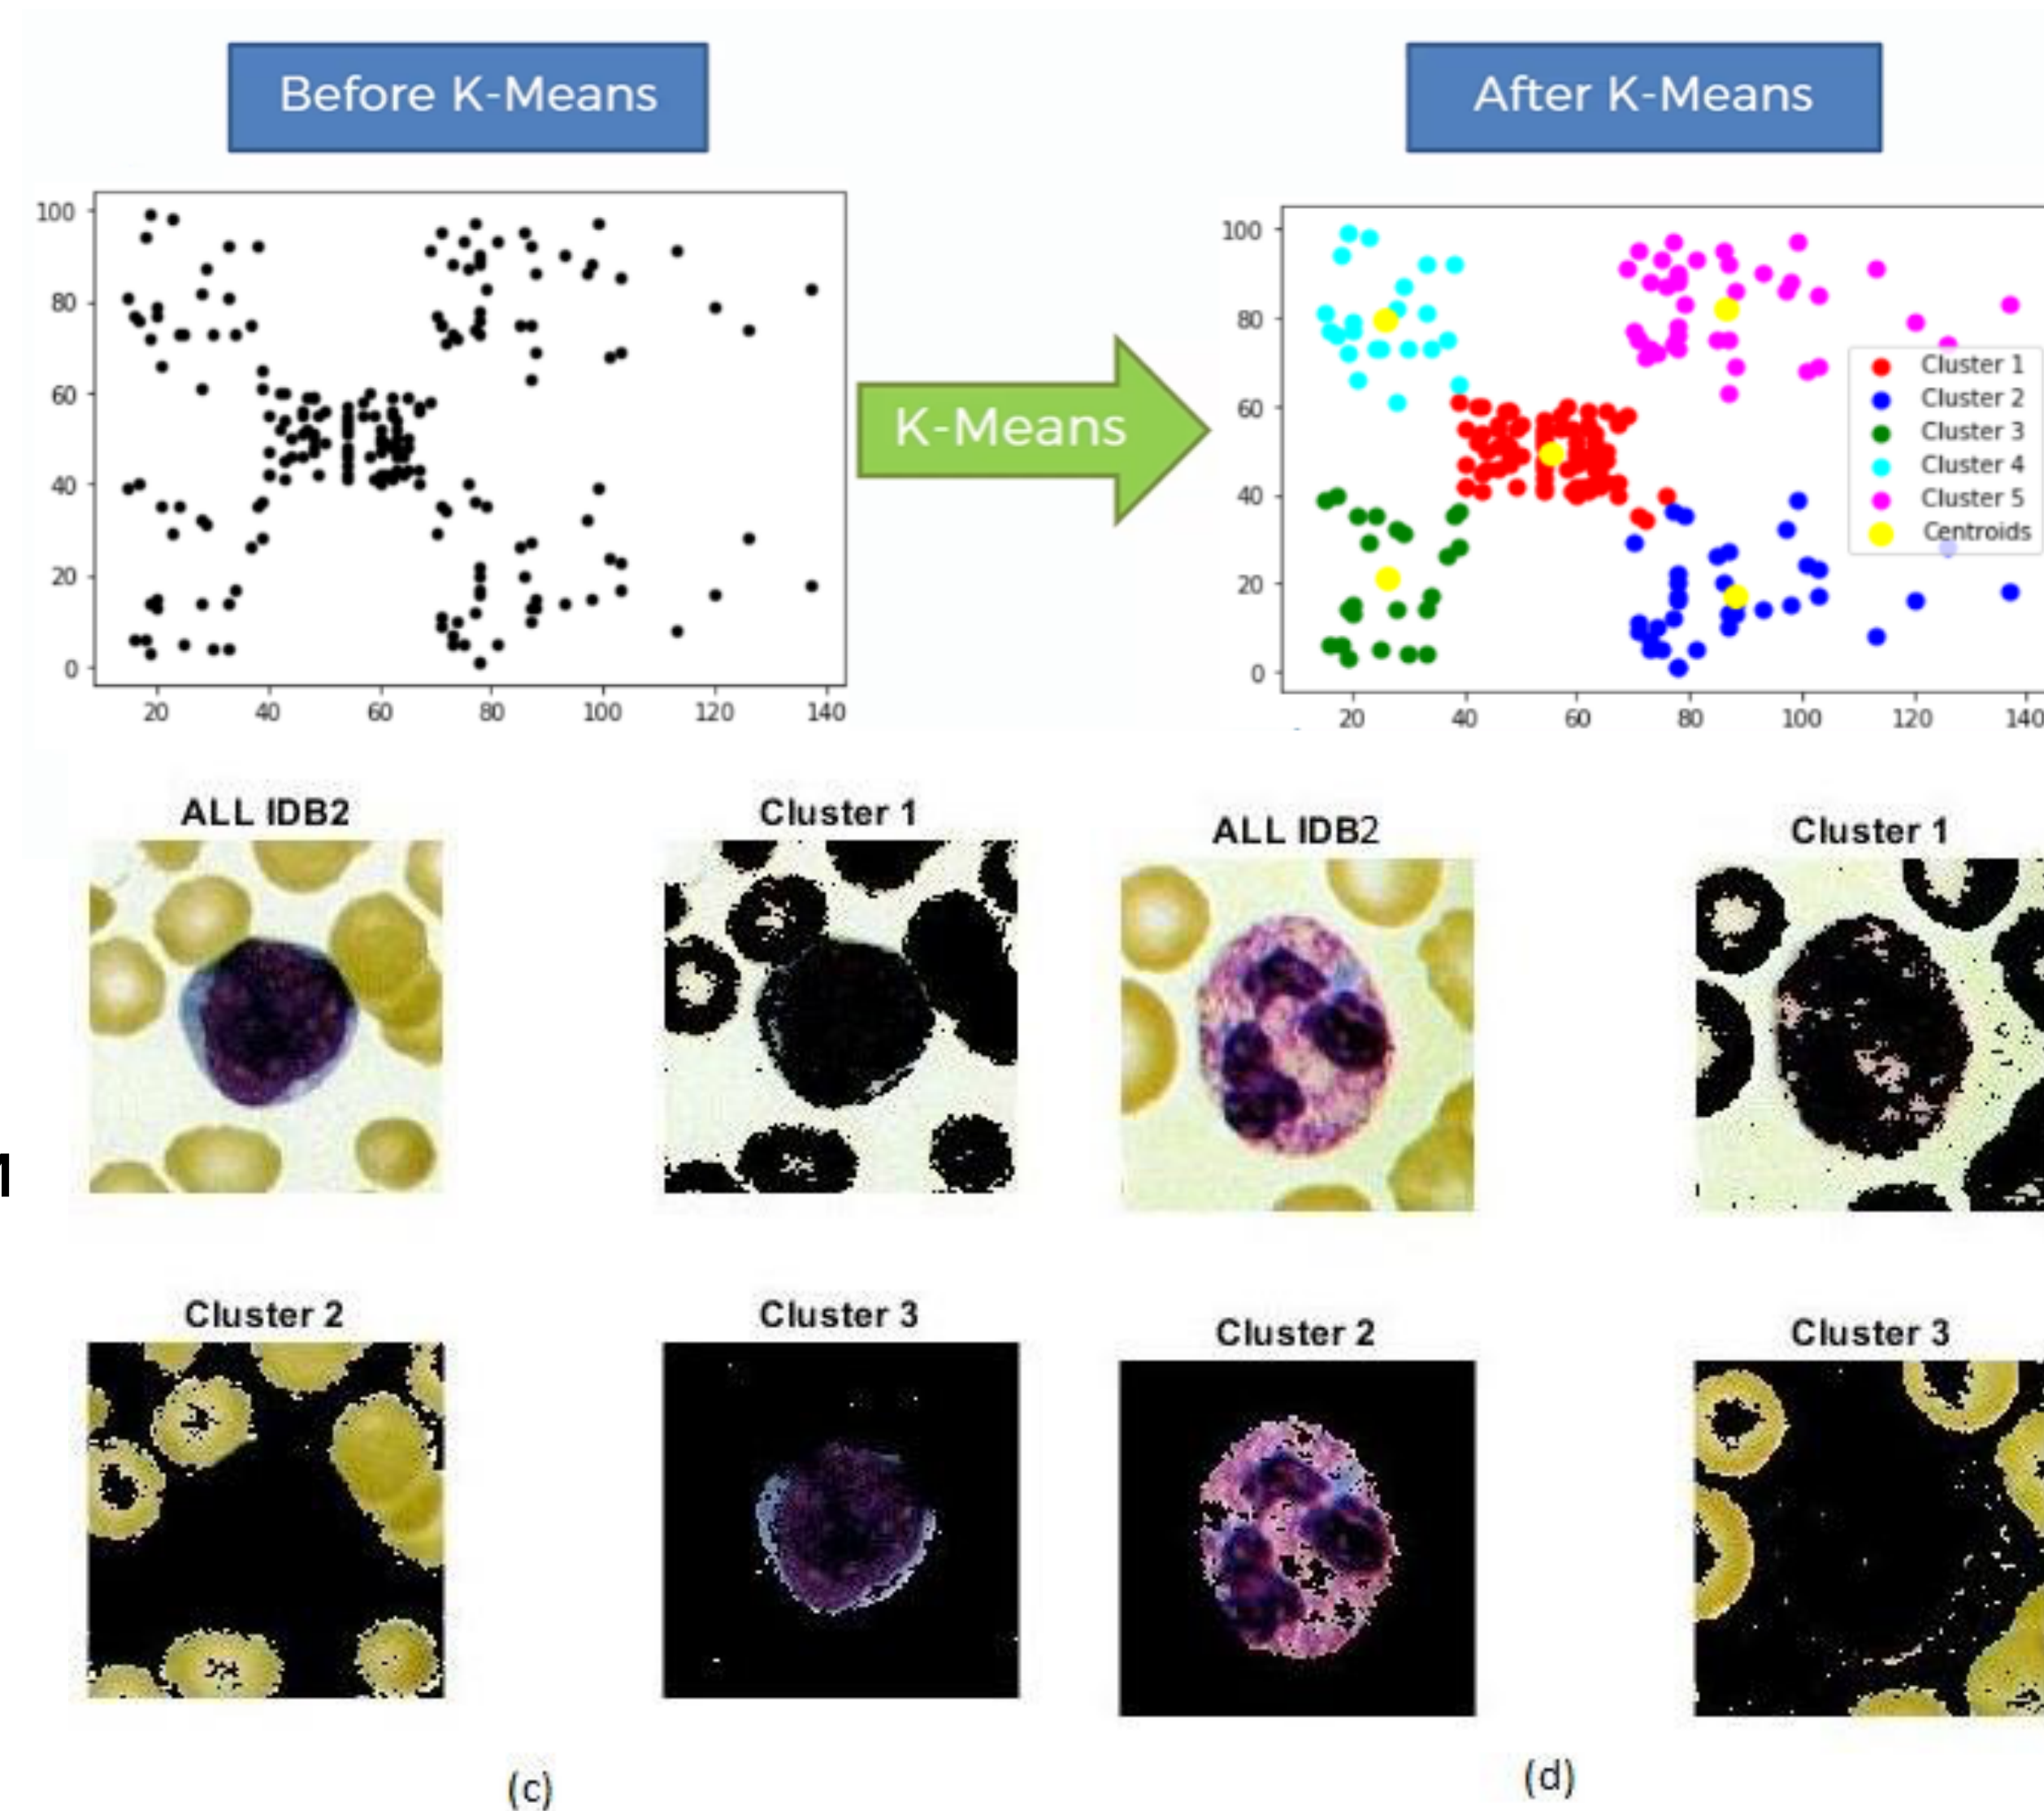 Before K-Means
After K-Means
100
80
60
40
20
0
20 40 60 80 100 120 140
K-Means
100
80
60
40
20
0
20 40 60 80 100 120 140
Cluster 1
Cluster 2
Cluster 3
Cluster 4
Cluster 5
Centroids
ALL IDB2
Cluster 1
ALL IDB2
Cluster 1
1
Cluster 2
Cluster 3
Cluster 2
Cluster 3
(c)
(d)